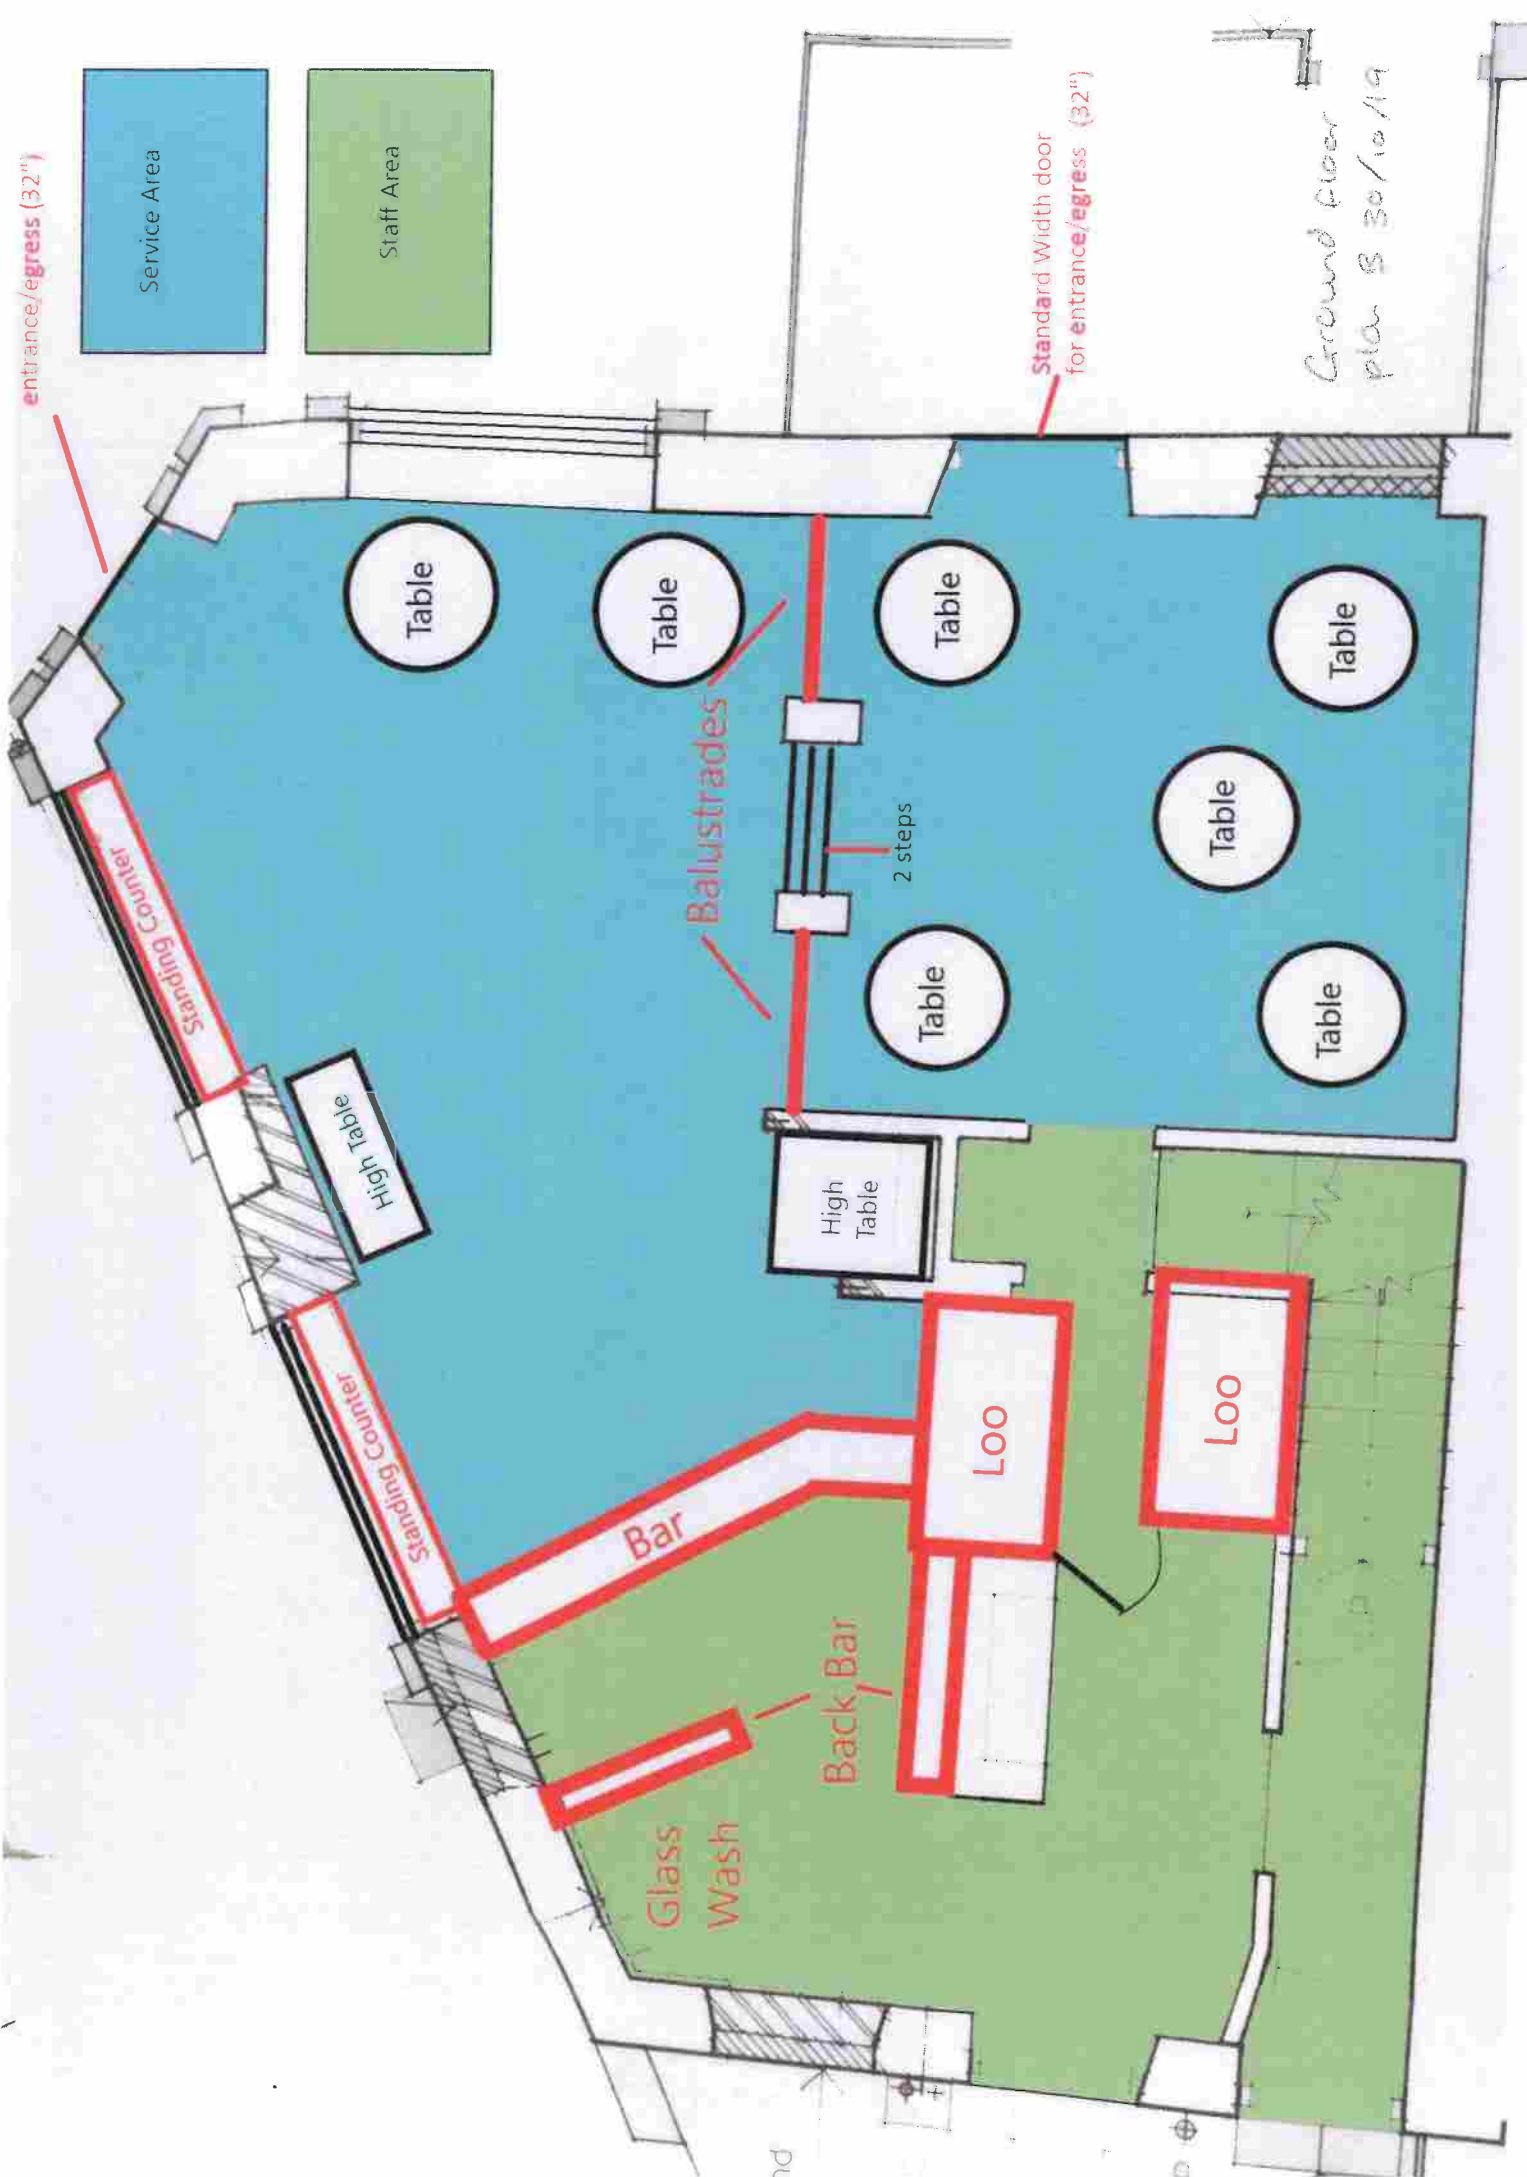 entrance/egress (32")
Service Area
Staff Area
Standing Counter
High Table
Standing Counter
Table
Table
Balustrades
2 steps
Table
Table
Table
Table
Table
High
Table
Standard Width door
for entrance/egress (32")
Ground floor
plan B 30/10/19
Bar
Loo
Loo
Back Bar
Glass
Wash